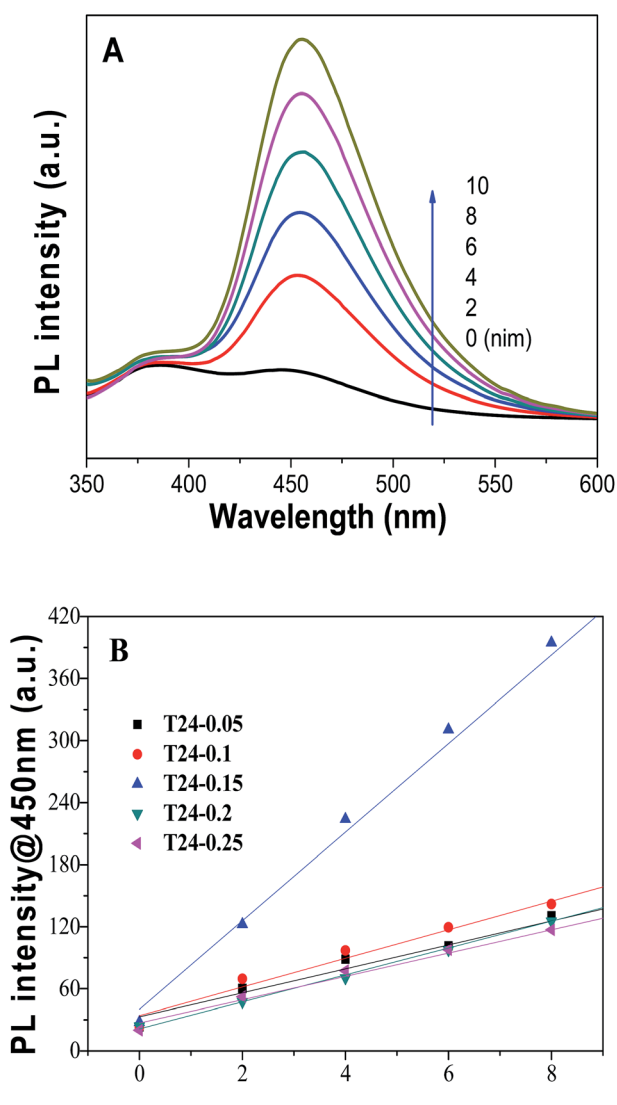 A
PL intensity (a.u.)
10
8
6
4
2
0 (nim)
350 400 450 500 550 600
Wavelength (nm)
B
PL intensity@450nm (a.u.)
420
360
300
240
180
120
60
0
T24-0.05
T24-0.1
T24-0.15
T24-0.2
T24-0.25
0 2 4 6 8